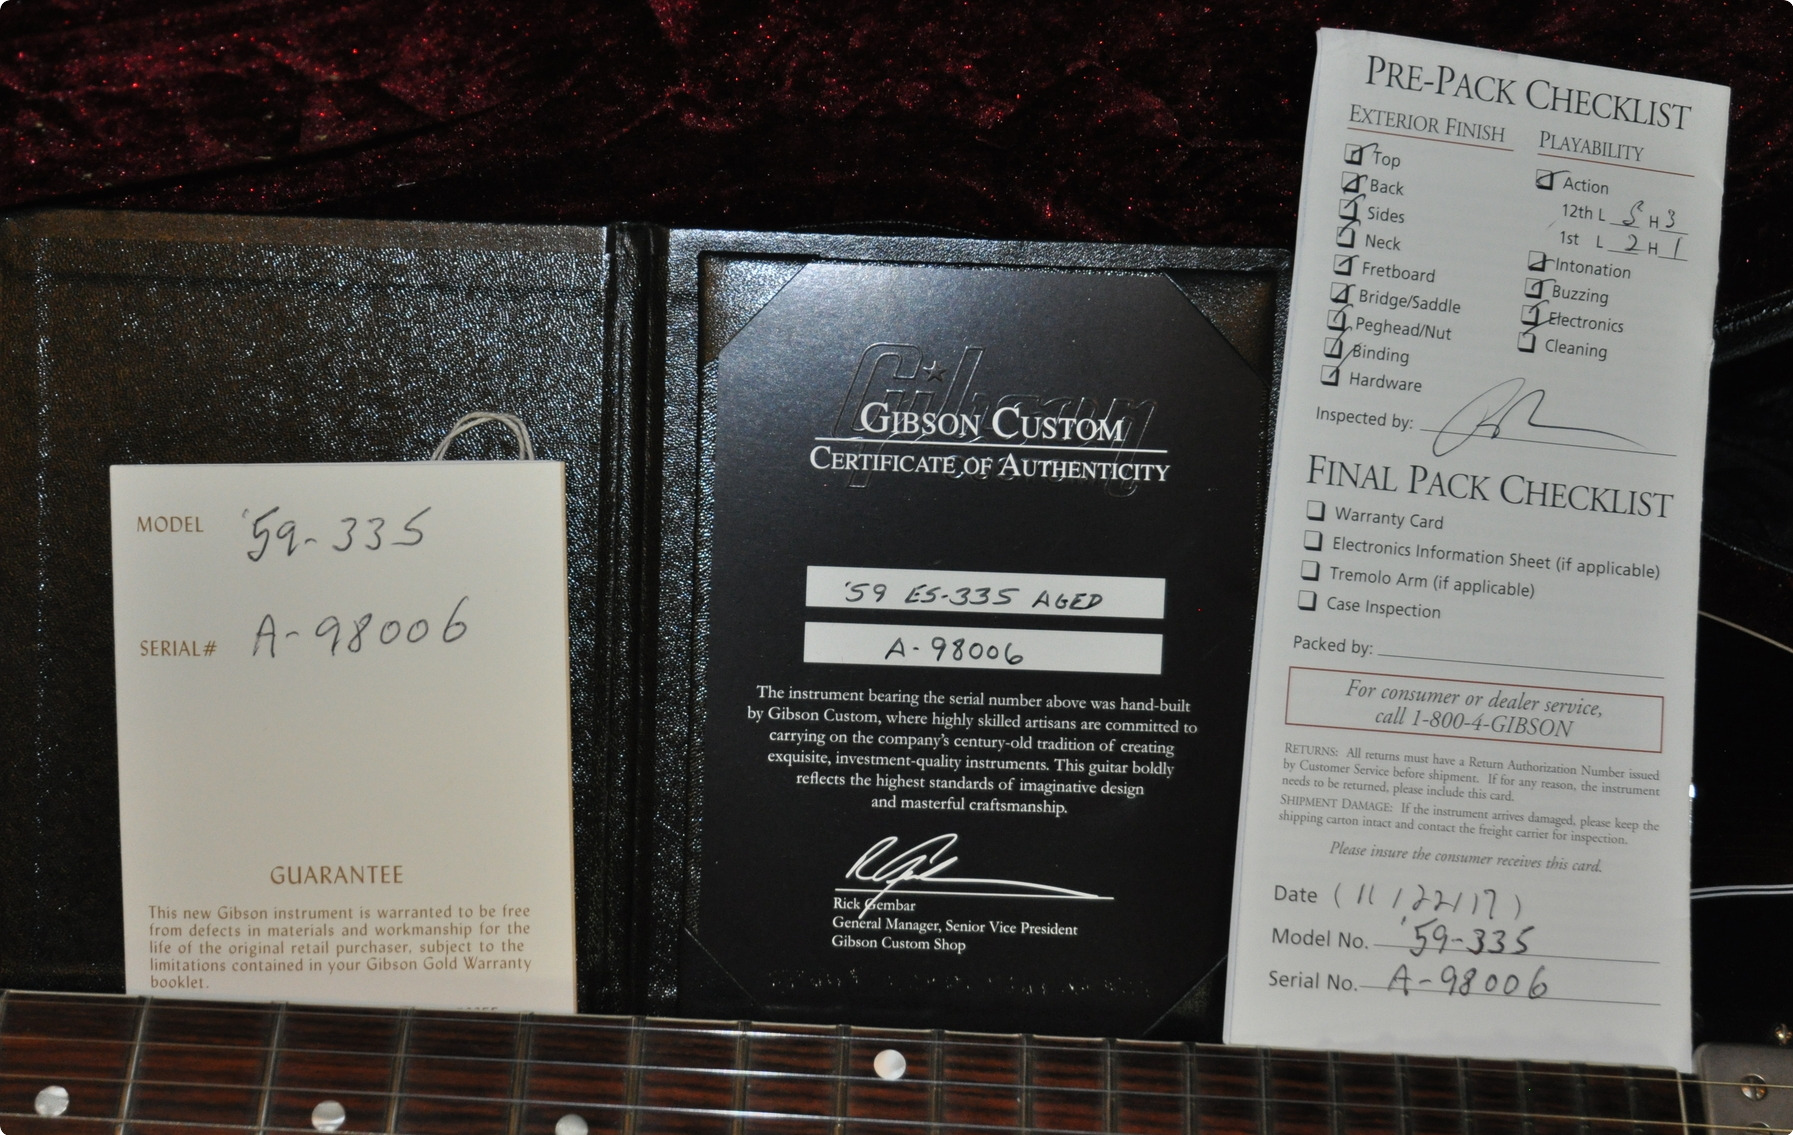 MODEL '59-335
SERIAL# A-98006
GUARANTEE
This new Gibson instrument is warranted to be free
from defects in materials and workmanship for the
life of the original retail purchaser, subject to the
limitations contained in your Gibson Gold Warranty
booklet.
Gibson
GIBSON CUSTOM
CERTIFICATE OF AUTHENTICITY
'59 ES-335 AGED
A-98006
The instrument bearing the serial number above was hand-built
by Gibson Custom, where highly skilled artisans are committed to
carrying on the company's century-old tradition of creating
exquisite, investment-quality instruments. This guitar boldly
reflects the highest standards of imaginative design
and masterful craftsmanship.
Rick Gembar
General Manager, Senior Vice President
Gibson Custom Shop
PRE-PACK CHECKLIST
EXTERIOR FINISH
Top
Back
Sides
Neck
Fretboard
Bridge/Saddle
Peghead/Nut
Binding
Hardware
PLAYABILITY
Action
12th L 5 H 3
1st L 2 H 1
Intonation
Buzzing
Electronics
Cleaning
Inspected by:
FINAL PACK CHECKLIST
Warranty Card
Electronics Information Sheet (if applicable)
Tremolo Arm (if applicable)
Case Inspection
Packed by:
For consumer or dealer service,
call 1-800-4-GIBSON
RETURNS: All returns must have a Return Authorization Number issued
by Customer Service before shipment. If for any reason, the instrument
needs to be returned, please include this card.
SHIPMENT DAMAGE: If the instrument arrives damaged, please keep the
shipping carton intact and contact the freight carrier for inspection.
Please insure the consumer receives this card.
Date (11/22/17)
Model No. '59-335
Serial No. A-98006